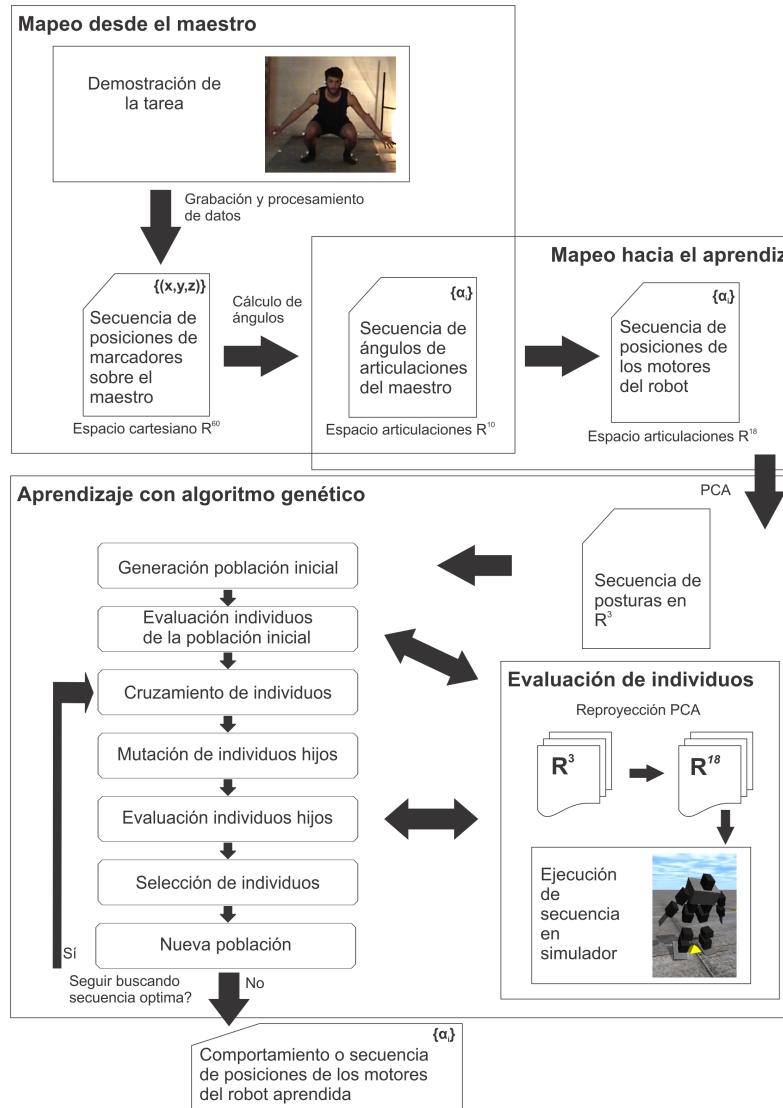 Mapeo desde el maestro
Demostración de
la tarea
Grabación y procesamiento
de datos
{(x,y,z)}
Secuencia de
posiciones de
marcadores
sobre el
maestro
Espacio cartesiano R⁶⁰
Cálculo de
ángulos
Mapeo hacia el aprendiz
{αᵢ}
Secuencia de
ángulos de
articulaciones
del maestro
Espacio articulaciones R¹⁰
{αᵢ}
Secuencia de
posiciones de
los motores
del robot
Espacio articulaciones R¹⁸
PCA
Aprendizaje con algoritmo genético
Secuencia de
posturas en
R³
Generación población inicial
Evaluación individuos
de la población inicial
Cruzamiento de individuos
Mutación de individuos hijos
Evaluación individuos hijos
Selección de individuos
Nueva población
Sí
Seguir buscando
secuencia optima?
No
Evaluación de individuos
Reproyección PCA
R³
R¹⁸
Ejecución
de
secuencia
en
simulador
{αᵢ}
Comportamiento o secuencia
de posiciones de los motores
del robot aprendida